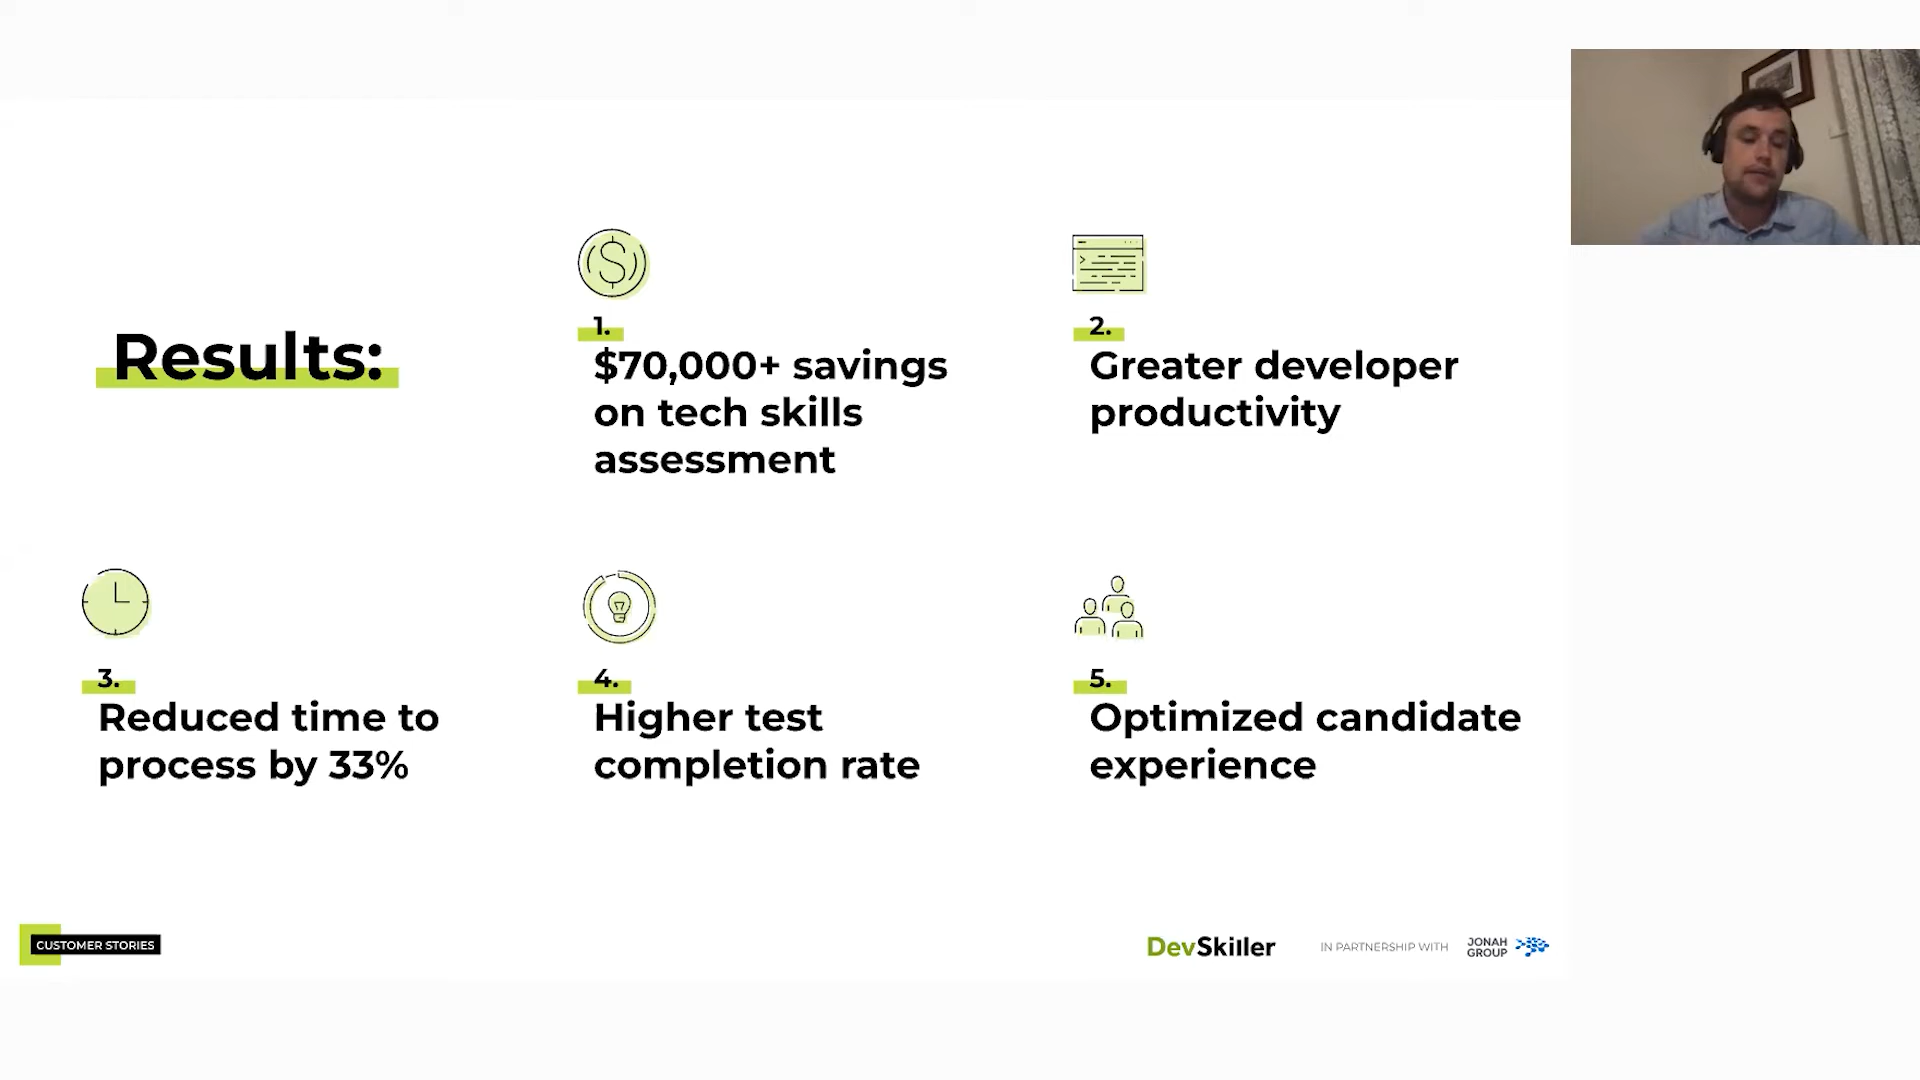 Results:
1.
$70,000+ savings
on tech skills
assessment
2.
Greater developer
productivity
3.
Reduced time to
process by 33%
4.
Higher test
completion rate
5.
Optimized candidate
experience
CUSTOMER STORIES
DevSkiller
IN PARTNERSHIP WITH
JONAH
GROUP